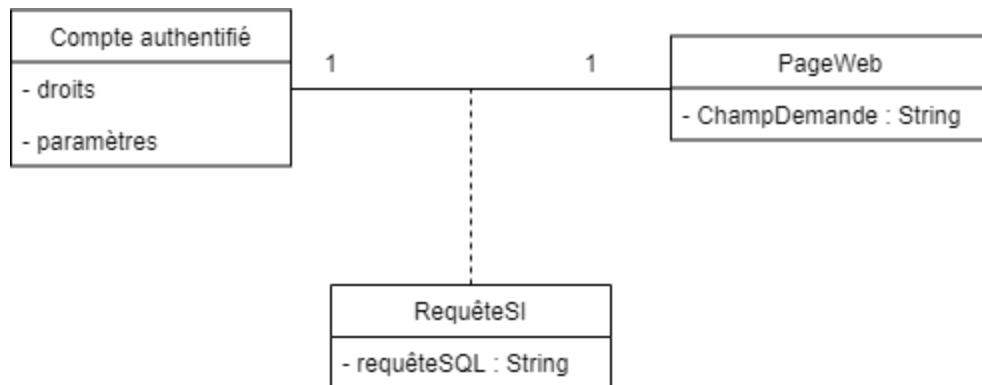 Compte authentifié
- droits
- paramètres
1
1
PageWeb
- ChampDemande : String
RequêteSI
- requêteSQL : String